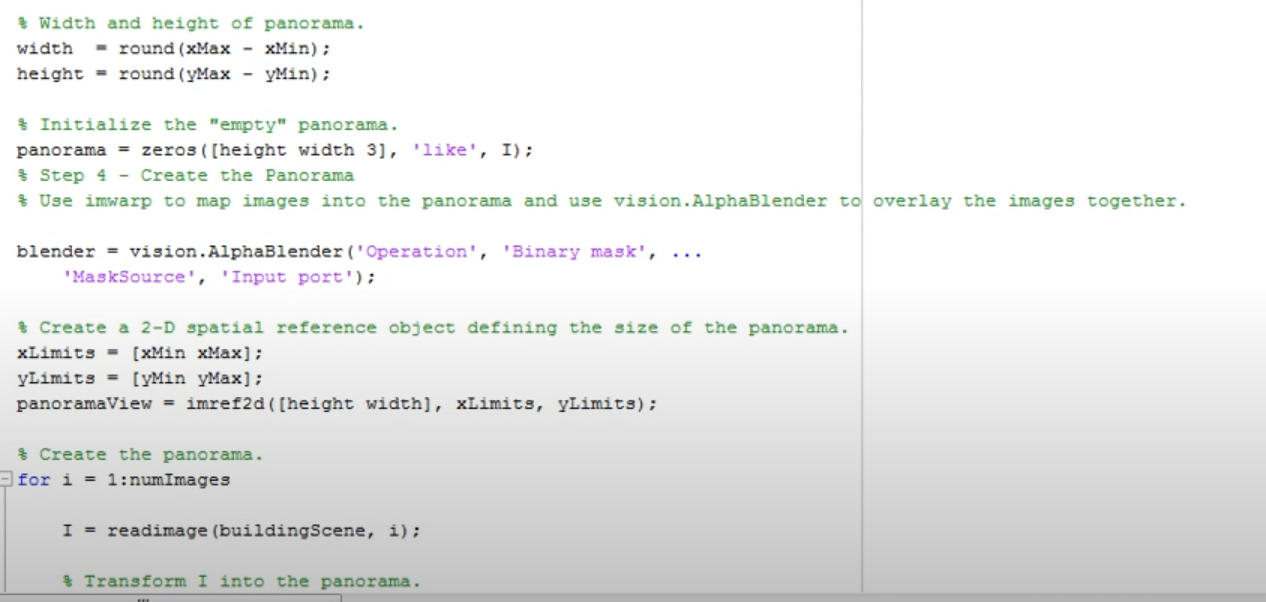 % Width and height of panorama.
width  = round(xMax - xMin);
height = round(yMax - yMin);
% Initialize the "empty" panorama.
panorama = zeros([height width 3], 'like', I);
% Step 4 - Create the Panorama
% Use imwarp to map images into the panorama and use vision.AlphaBlender to overlay the images together.
blender = vision.AlphaBlender('Operation', 'Binary mask', ...
    'MaskSource', 'Input port');
% Create a 2-D spatial reference object defining the size of the panorama.
xLimits = [xMin xMax];
yLimits = [yMin yMax];
panoramaView = imref2d([height width], xLimits, yLimits);
% Create the panorama.
for i = 1:numImages
    I = readimage(buildingScene, i);
    % Transform I into the panorama.